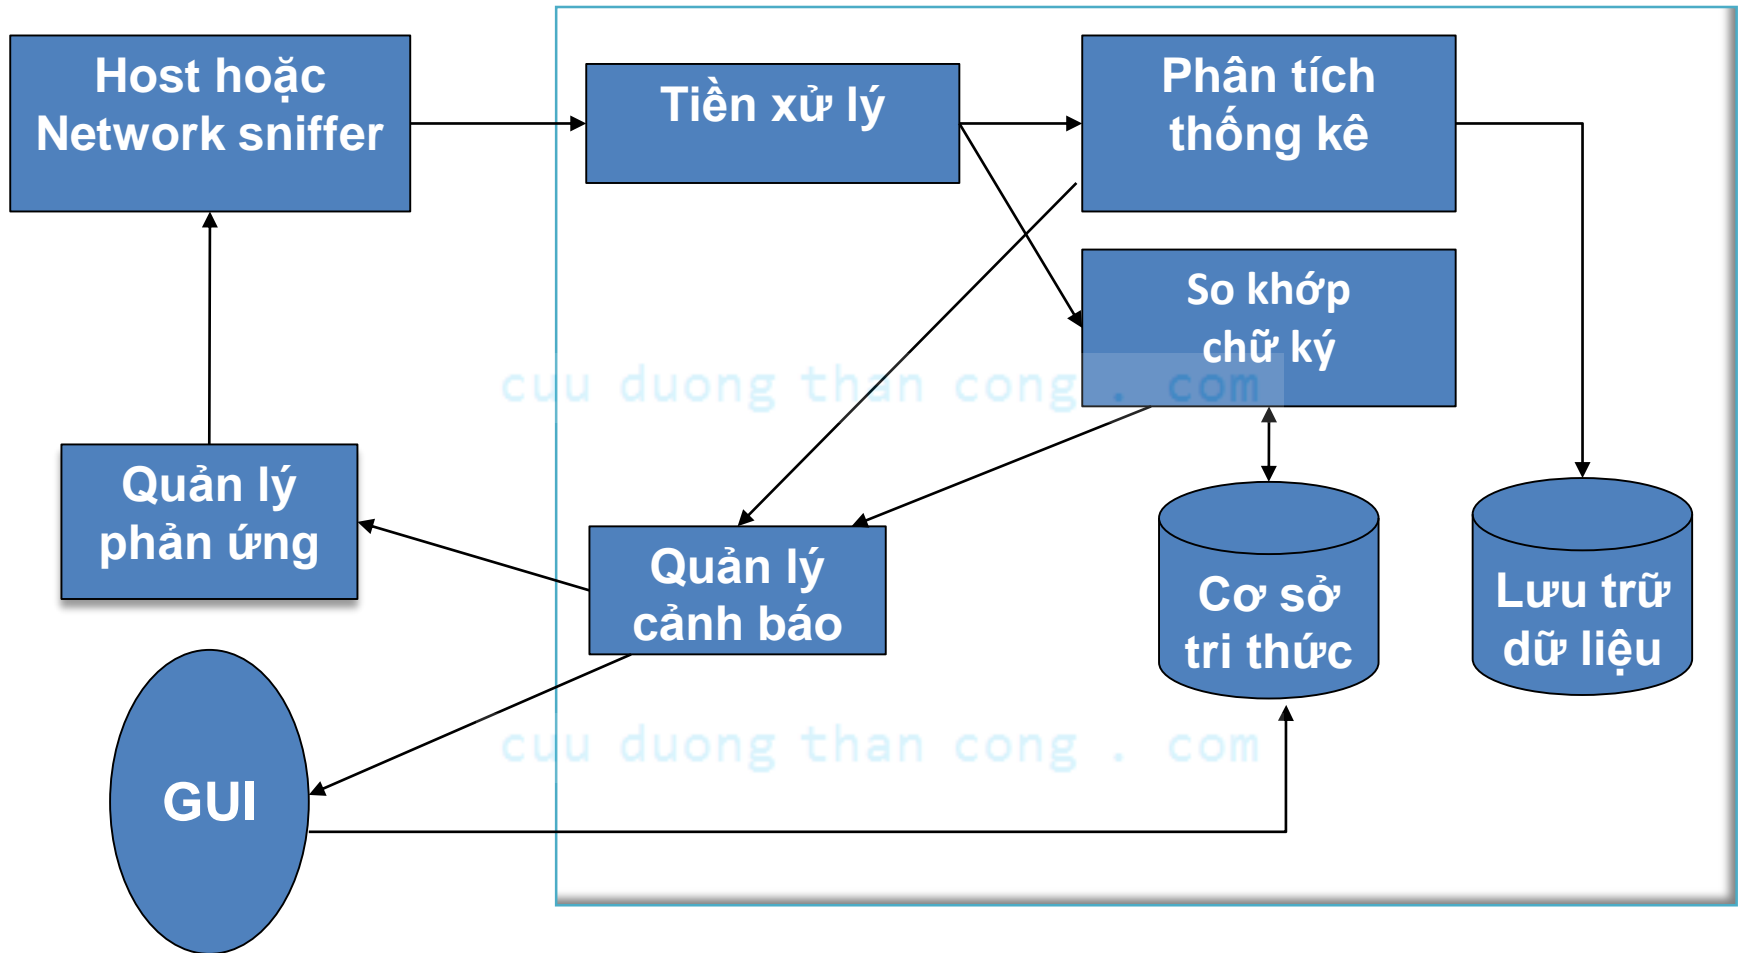 Host hoặc
Network sniffer
Tiền xử lý
Phân tích
thống kê
So khớp
chữ ký
cuu duong than cong . com
Quản lý
phản ứng
Quản lý
cảnh báo
Cơ sở
tri thức
Lưu trữ
dữ liệu
cuu duong than cong . com
GUI